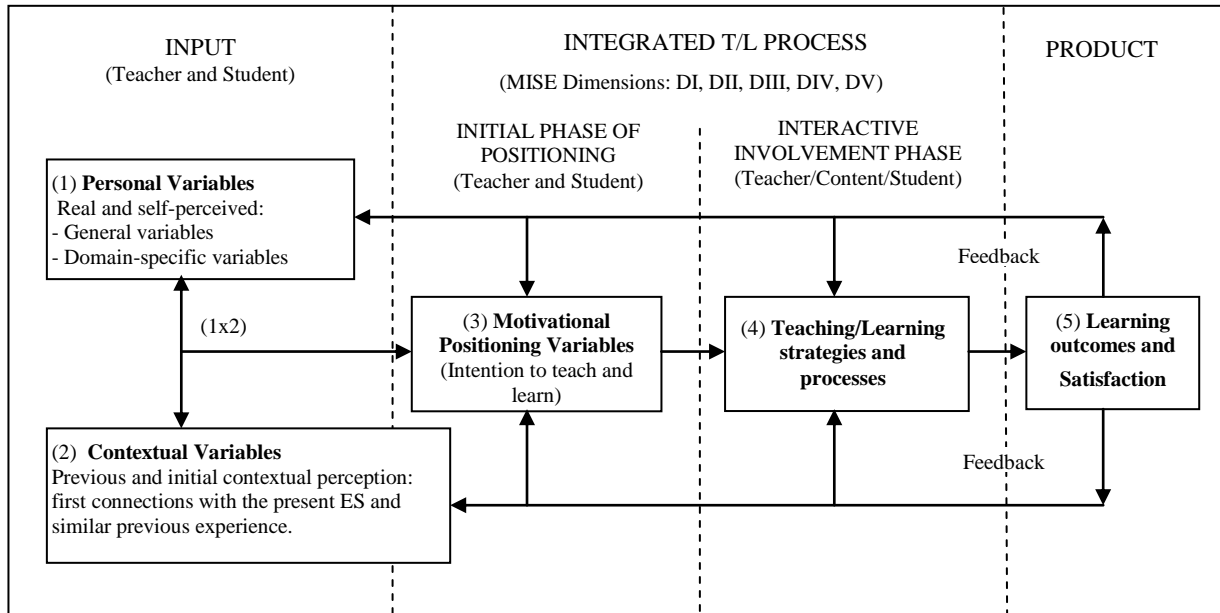 INPUT
(Teacher and Student)
INTEGRATED T/L PROCESS
(MISE Dimensions: DI, DII, DIII, DIV, DV)
PRODUCT
INITIAL PHASE OF
POSITIONING
(Teacher and Student)
INTERACTIVE
INVOLVEMENT PHASE
(Teacher/Content/Student)
(1) Personal Variables
Real and self-perceived:
- General variables
- Domain-specific variables
Feedback
(1x2)
(3) Motivational
Positioning Variables
(Intention to teach and
learn)
(4) Teaching/Learning
strategies and
processes
(5) Learning
outcomes and
Satisfaction
(2) Contextual Variables
Previous and initial contextual perception:
first connections with the present ES and
similar previous experience.
Feedback